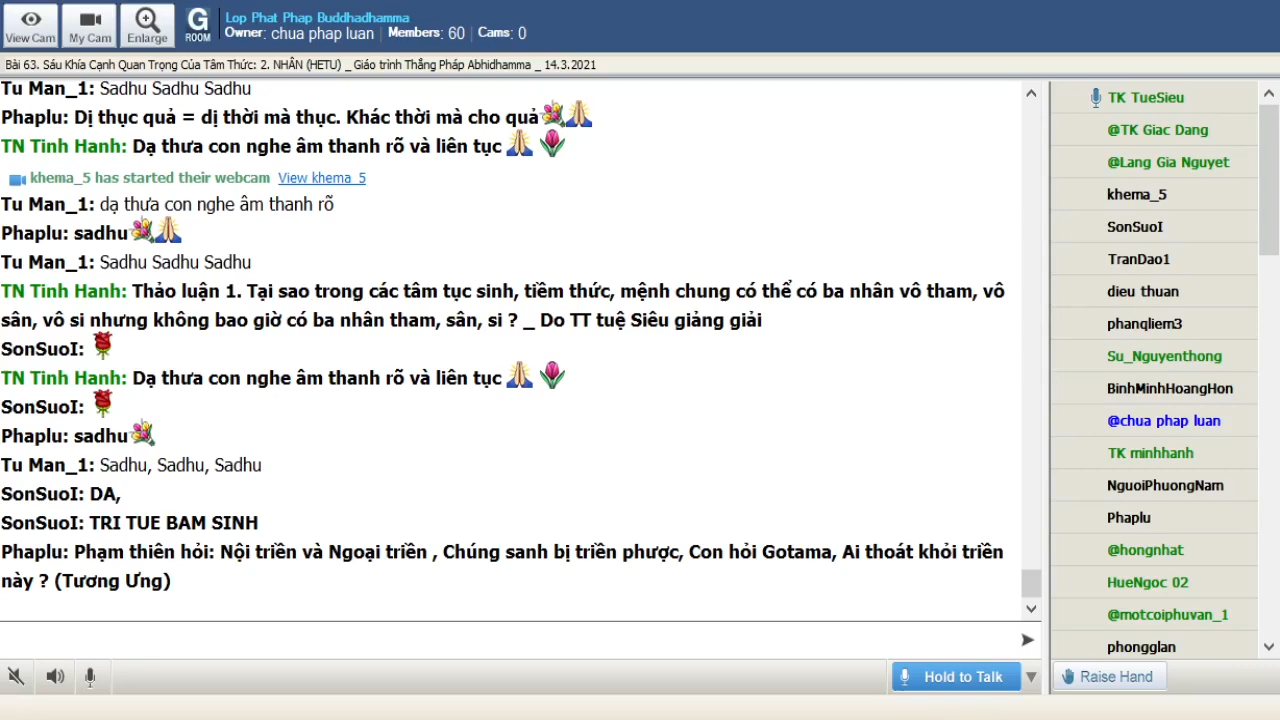 View Cam
My Cam
Enlarge
G
ROOM
Lop Phat Phap Buddhadhamma
Owner: chua phap luan | Members: 60 | Cams: 0
Bài 63. Sáu Khía Cạnh Quan Trọng Của Tâm Thức: 2. NHÂN (HETU) _ Giáo trình Thắng Pháp Abhidhamma _ 14.3.2021
Tu Man_1: Sadhu Sadhu Sadhu
Phaplu: Dị thục quả = dị thời mà thục. Khác thời mà cho quả
TN Tinh Hanh: Dạ thưa con nghe âm thanh rõ và liên tục
khema_5 has started their webcam View khema_5
Tu Man_1: dạ thưa con nghe âm thanh rõ
Phaplu: sadhu
Tu Man_1: Sadhu Sadhu Sadhu
TN Tinh Hanh: Thảo luận 1. Tại sao trong các tâm tục sinh, tiềm thức, mệnh chung có thể có ba nhân vô tham, vô
sân, vô si nhưng không bao giờ có ba nhân tham, sân, si ? _ Do TT tuệ Siêu giảng giải
SonSuoI:
TN Tinh Hanh: Dạ thưa con nghe âm thanh rõ và liên tục
SonSuoI:
Phaplu: sadhu
Tu Man_1: Sadhu, Sadhu, Sadhu
SonSuoI: DA,
SonSuoI: TRI TUE BAM SINH
Phaplu: Phạm thiên hỏi: Nội triền và Ngoại triền , Chúng sanh bị triền phược, Con hỏi Gotama, Ai thoát khỏi triền
này ? (Tương Ưng)
Hold to Talk
TK TueSieu
@TK Giac Dang
@Lang Gia Nguyet
khema_5
SonSuoI
TranDao1
dieu thuan
phanqliem3
Su_Nguyenthong
BinhMinhHoangHon
@chua phap luan
TK minhhanh
NguoiPhuongNam
Phaplu
@hongnhat
HueNgoc 02
@motcoiphuvan_1
phongglan
Raise Hand